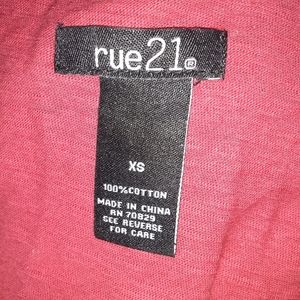 rue21®
XS
100%COTTON
MADE IN CHINA
RN 70829
SEE REVERSE
FOR CARE